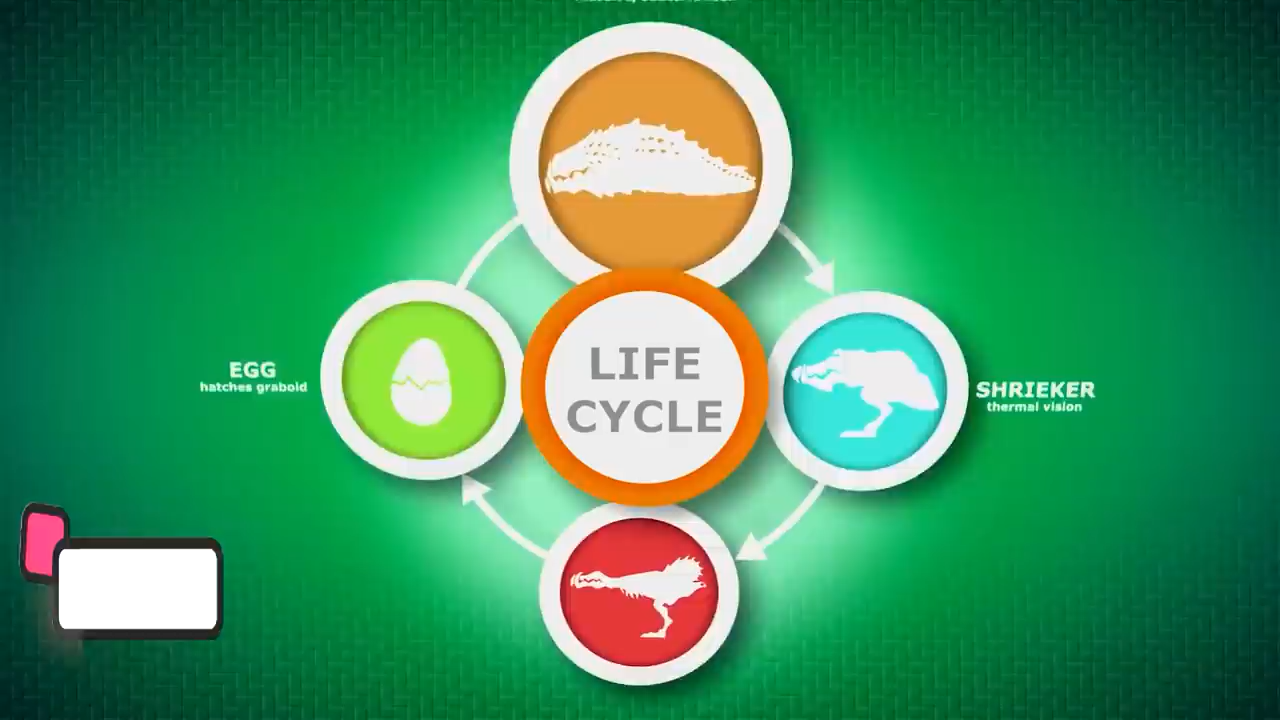 EGG
hatches graboid
LIFE
CYCLE
SHRIEKER
thermal vision